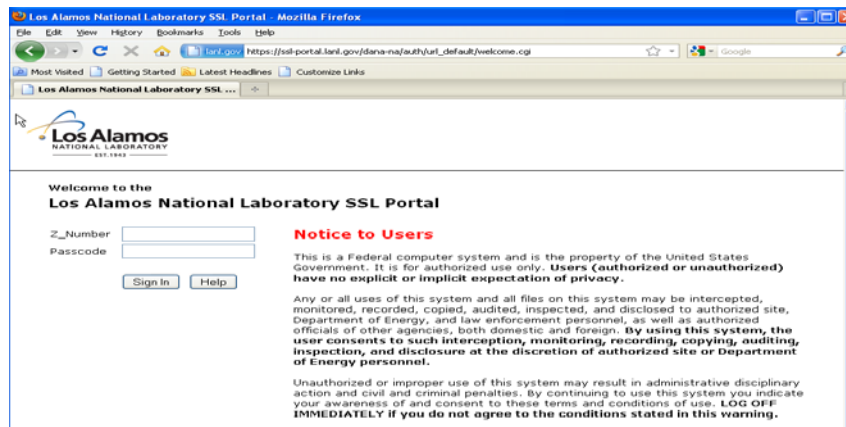 Los Alamos National Laboratory SSL Portal - Mozilla Firefox
File Edit View History Bookmarks Tools Help
lanl.gov https://ssl-portal.lanl.gov/dana-na/auth/url_default/welcome.cgi Google
Most Visited Getting Started Latest Headlines Customize Links
Los Alamos National Laboratory SSL ...
Los Alamos
NATIONAL LABORATORY
EST. 1943
Welcome to the
Los Alamos National Laboratory SSL Portal
Z_Number
Passcode
Sign In Help
Notice to Users
This is a Federal computer system and is the property of the United States
Government. It is for authorized use only. Users (authorized or unauthorized)
have no explicit or implicit expectation of privacy.
Any or all uses of this system and all files on this system may be intercepted,
monitored, recorded, copied, audited, inspected, and disclosed to authorized site,
Department of Energy, and law enforcement personnel, as well as authorized
officials of other agencies, both domestic and foreign. By using this system, the
user consents to such interception, monitoring, recording, copying, auditing,
inspection, and disclosure at the discretion of authorized site or Department
of Energy personnel.
Unauthorized or improper use of this system may result in administrative disciplinary
action and civil and criminal penalties. By continuing to use this system you indicate
your awareness of and consent to these terms and conditions of use. LOG OFF
IMMEDIATELY if you do not agree to the conditions stated in this warning.